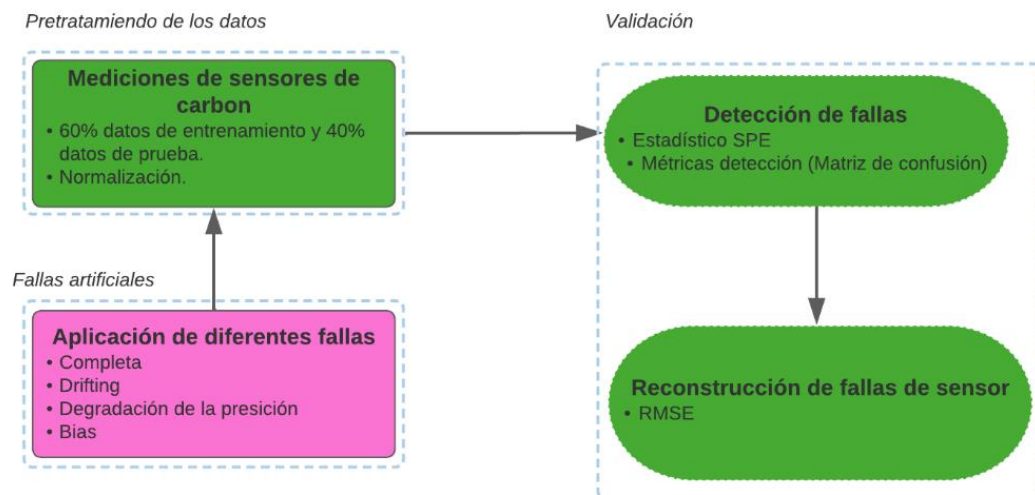 Pretratamiendo de los datos
Mediciones de sensores de
carbon
• 60% datos de entrenamiento y 40%
datos de prueba.
• Normalización.
Fallas artificiales
Aplicación de diferentes fallas
• Completa
• Drifting
• Degradación de la presición
• Bias
Validación
Detección de fallas
• Estadístico SPE
• Métricas detección (Matriz de confusión)
Reconstrucción de fallas de sensor
• RMSE